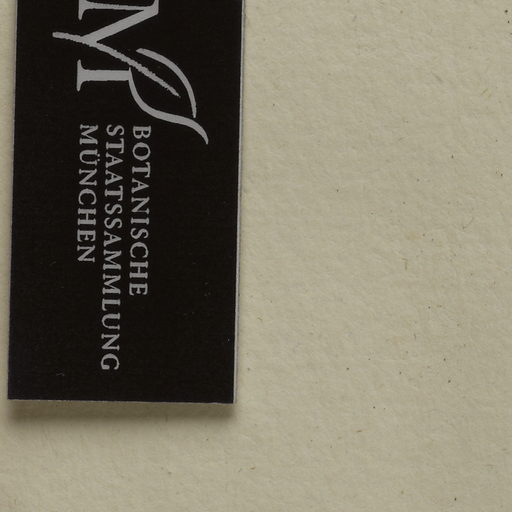 M
BOTANISCHE
STAATSSAMMLUNG
MÜNCHEN